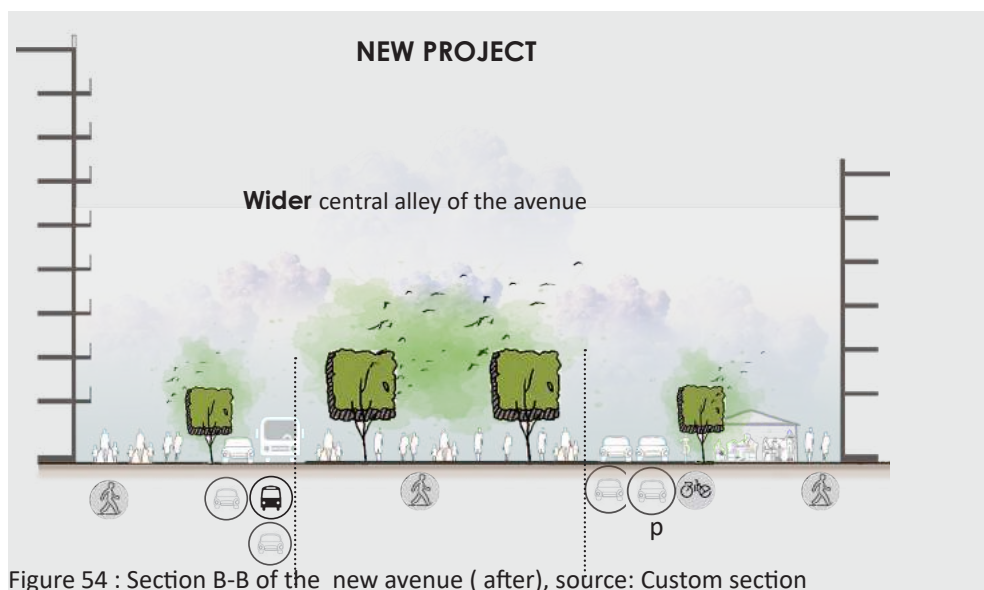 NEW PROJECT
Wider central alley of the avenue
p
Figure 54 : Section B-B of the new avenue ( after), source: Custom section